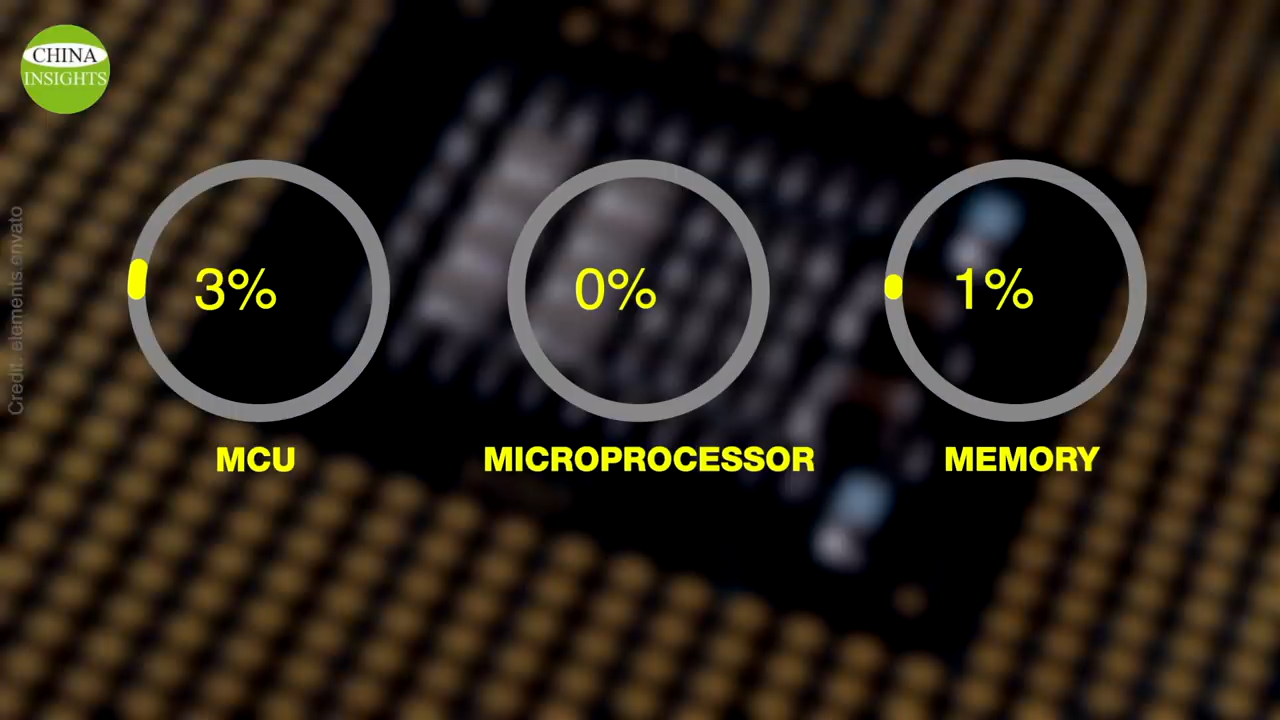 CHINA
INSIGHTS
Credit: elements.envato
3%
0%
1%
MCU
MICROPROCESSOR
MEMORY